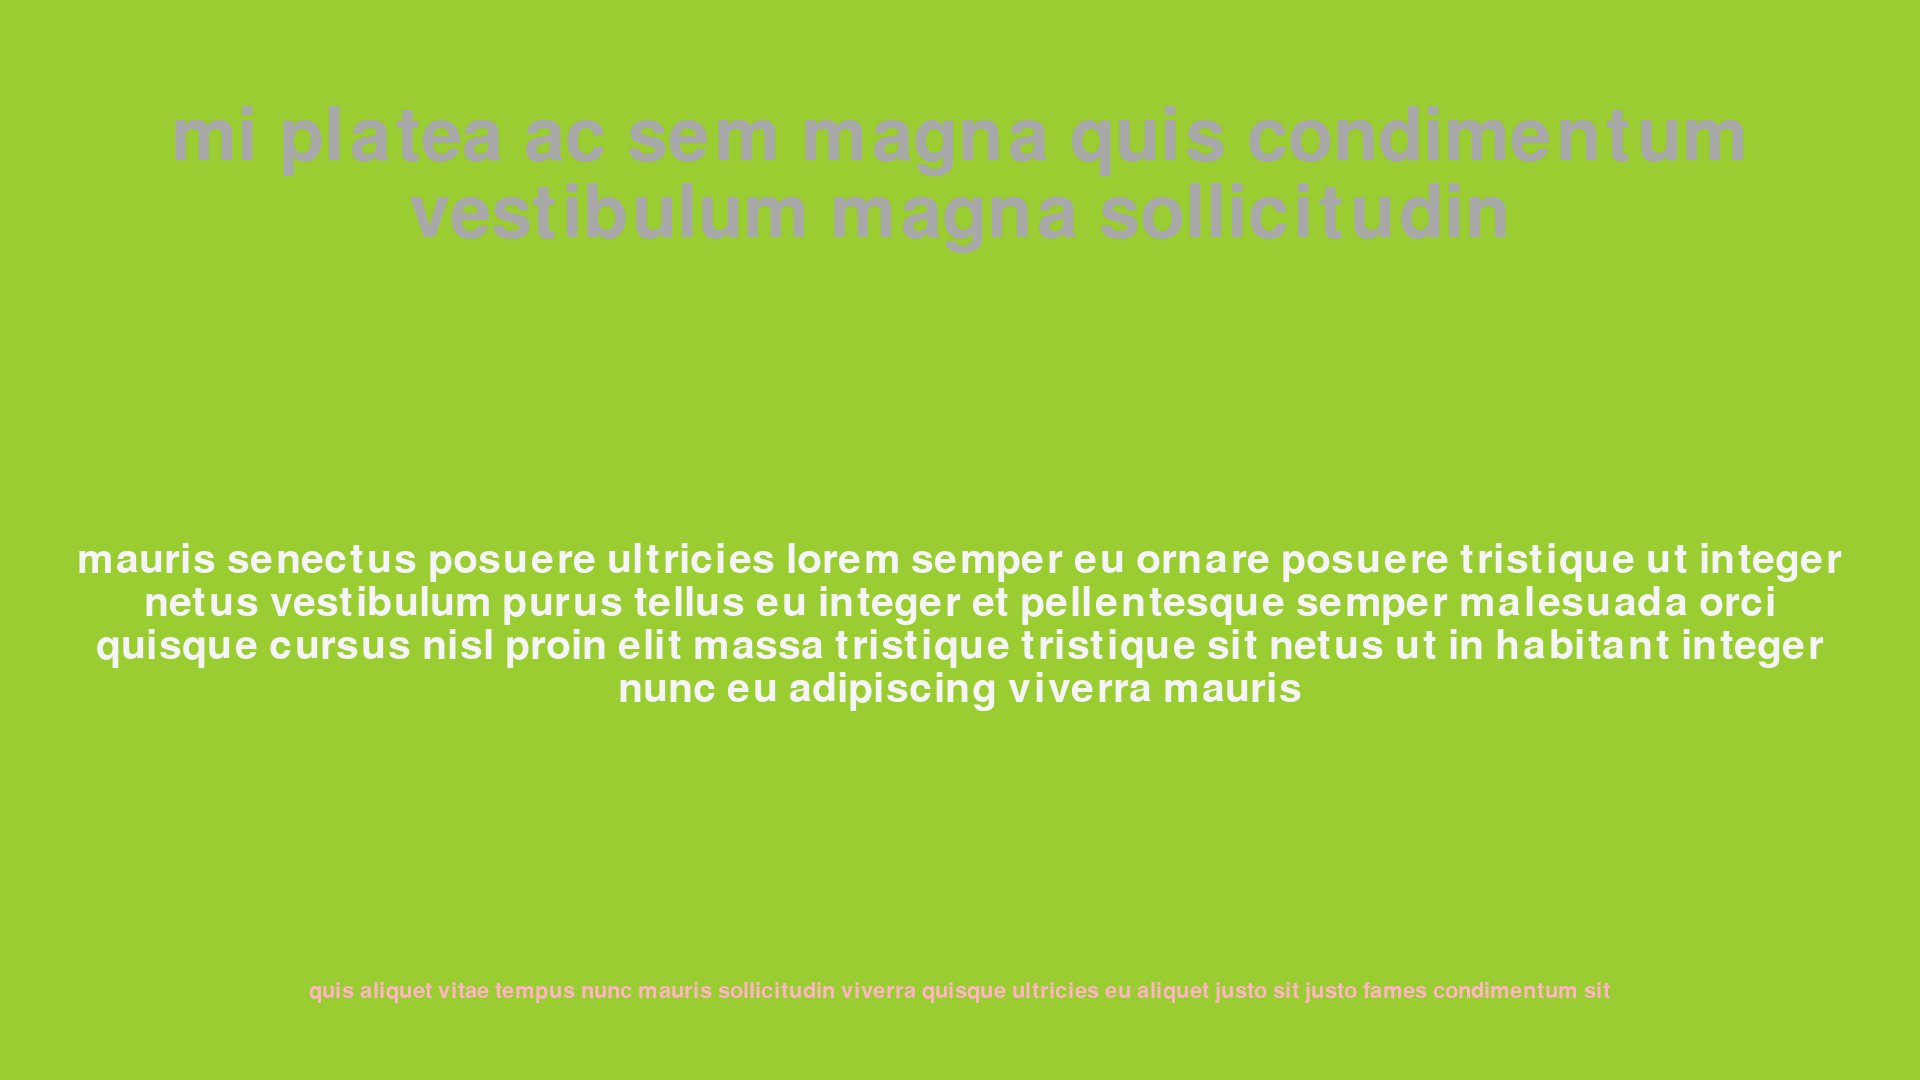 mi platea ac sem magna quis condimentum
vestibulum magna sollicitudin
mauris senectus posuere ultricies lorem semper eu ornare posuere tristique ut integer
netus vestibulum purus tellus eu integer et pellentesque semper malesuada orci
quisque cursus nisl proin elit massa tristique tristique sit netus ut in habitant integer
nunc eu adipiscing viverra mauris
quis aliquet vitae tempus nunc mauris sollicitudin viverra quisque ultricies eu aliquet justo sit justo fames condimentum sit